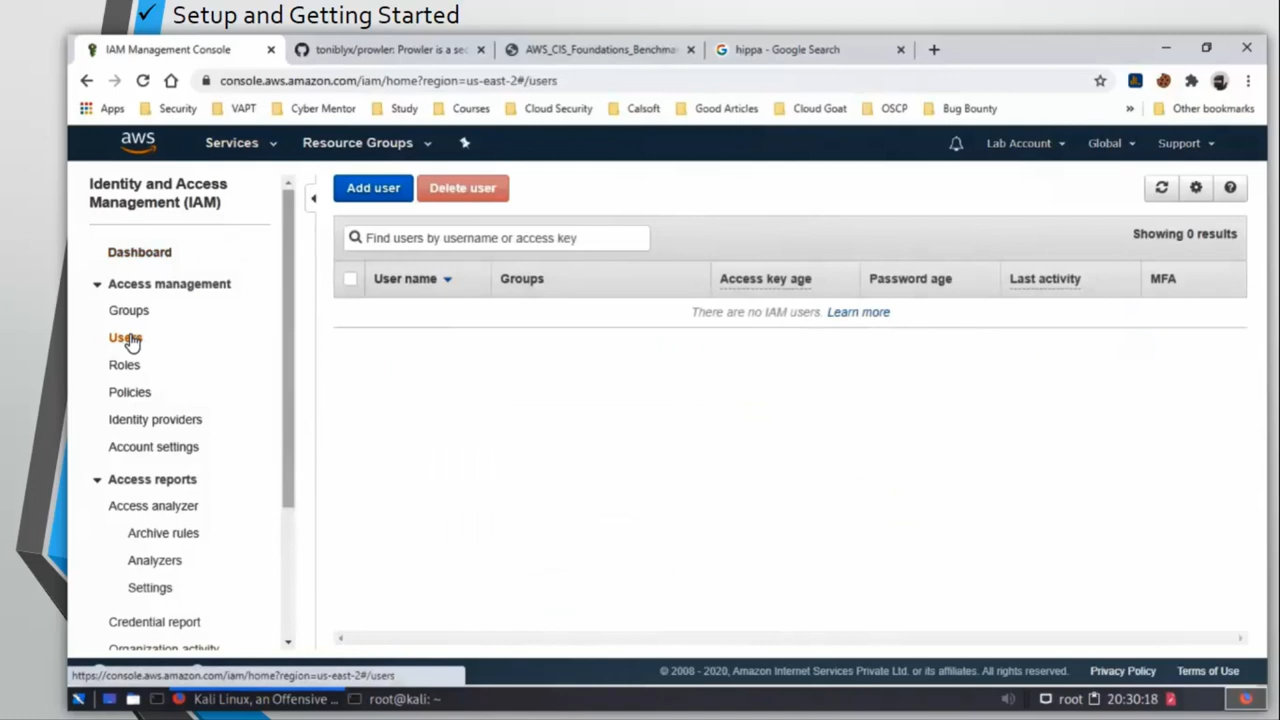 ✓ Setup and Getting Started
IAM Management Console
toniblyx/prowler: Prowler is a sec
AWS_CIS_Foundations_Benchma
hippa - Google Search
console.aws.amazon.com/iam/home?region=us-east-2#/users
Apps Security VAPT Cyber Mentor Study Courses Cloud Security Calsoft Good Articles Cloud Goat OSCP Bug Bounty » Other bookmarks
aws Services Resource Groups Lab Account Global Support
Identity and Access
Management (IAM)
Dashboard
Access management
Groups
Users
Roles
Policies
Identity providers
Account settings
Access reports
Access analyzer
Archive rules
Analyzers
Settings
Credential report
Organization activity
Add user Delete user
Find users by username or access key
Showing 0 results
User name Groups Access key age Password age Last activity MFA
There are no IAM users. Learn more
https://console.aws.amazon.com/iam/home?region=us-east-2#/users
© 2008 - 2020, Amazon Internet Services Private Ltd. or its affiliates. All rights reserved. Privacy Policy Terms of Use
Kali Linux, an Offensive ... root@kali: ~ root 20:30:18